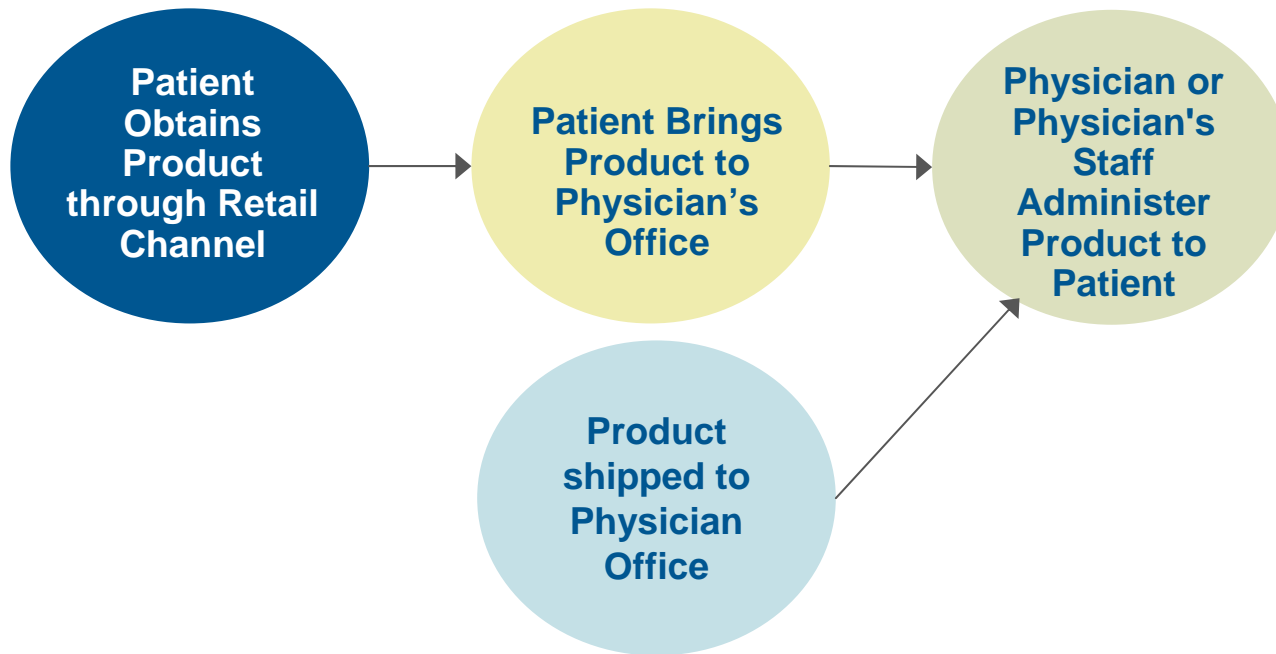 Patient
Obtains
Product
through Retail
Channel
Patient Brings
Product to
Physician’s
Office
Physician or
Physician's
Staff
Administer
Product to
Patient
Product
shipped to
Physician
Office